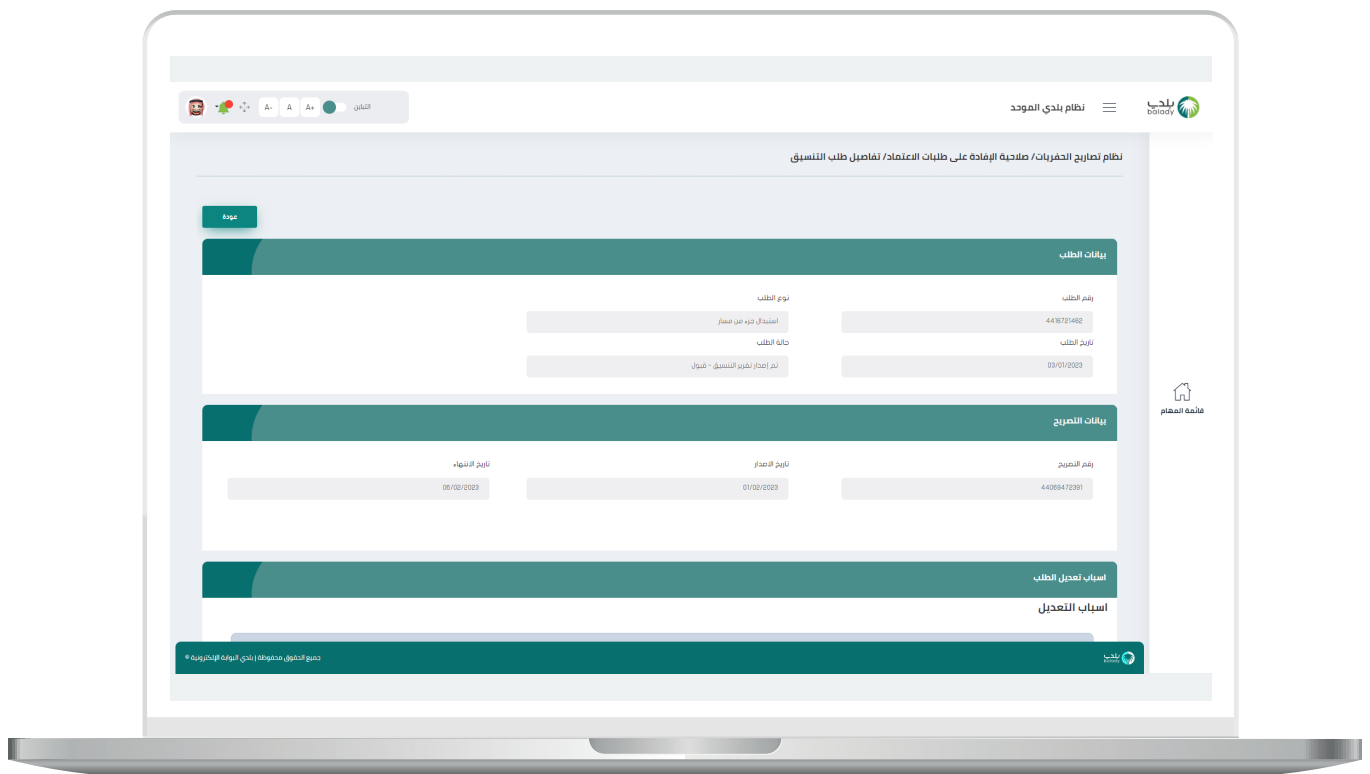 بلدي
balady
نظام بلدي الموحد
التباين
A+ A A-
نظام تصاريح الحفريات/ صلاحية الإفادة على طلبات الاعتماد/ تفاصيل طلب التنسيق
عودة
قائمة المهام
بيانات الطلب
رقم الطلب
نوع الطلب
4416721462
استبدال جزء من مسار
تاريخ الطلب
حالة الطلب
03/01/2023
تم إصدار تقرير التنسيق - قبول
بيانات التصريح
رقم التصريح
تاريخ الاصدار
تاريخ الانتهاء
44069472391
01/02/2023
06/02/2023
اسباب تعديل الطلب
اسباب التعديل
بلدي
balady
جميع الحقوق محفوظة | بلدي البوابة الإلكترونية ©